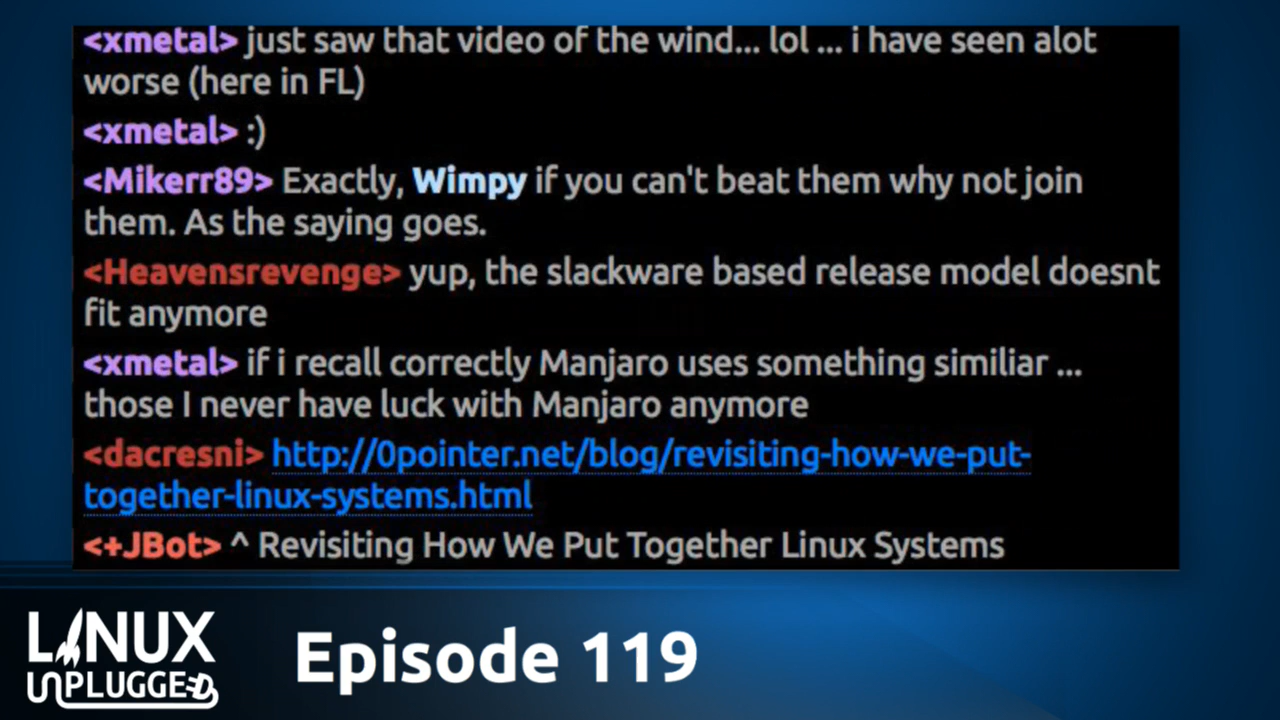 <xmetal> just saw that video of the wind... lol ... i have seen alot
worse (here in FL)
<xmetal> :)
<Mikerr89> Exactly, Wimpy if you can't beat them why not join
them. As the saying goes.
<Heavensrevenge> yup, the slackware based release model doesnt
fit anymore
<xmetal> if i recall correctly Manjaro uses something similiar ...
those I never have luck with Manjaro anymore
<dacresni> http://0pointer.net/blog/revisiting-how-we-put-
together-linux-systems.html
<+JBot> ^ Revisiting How We Put Together Linux Systems
LINUX
UNPLUGGED
Episode 119